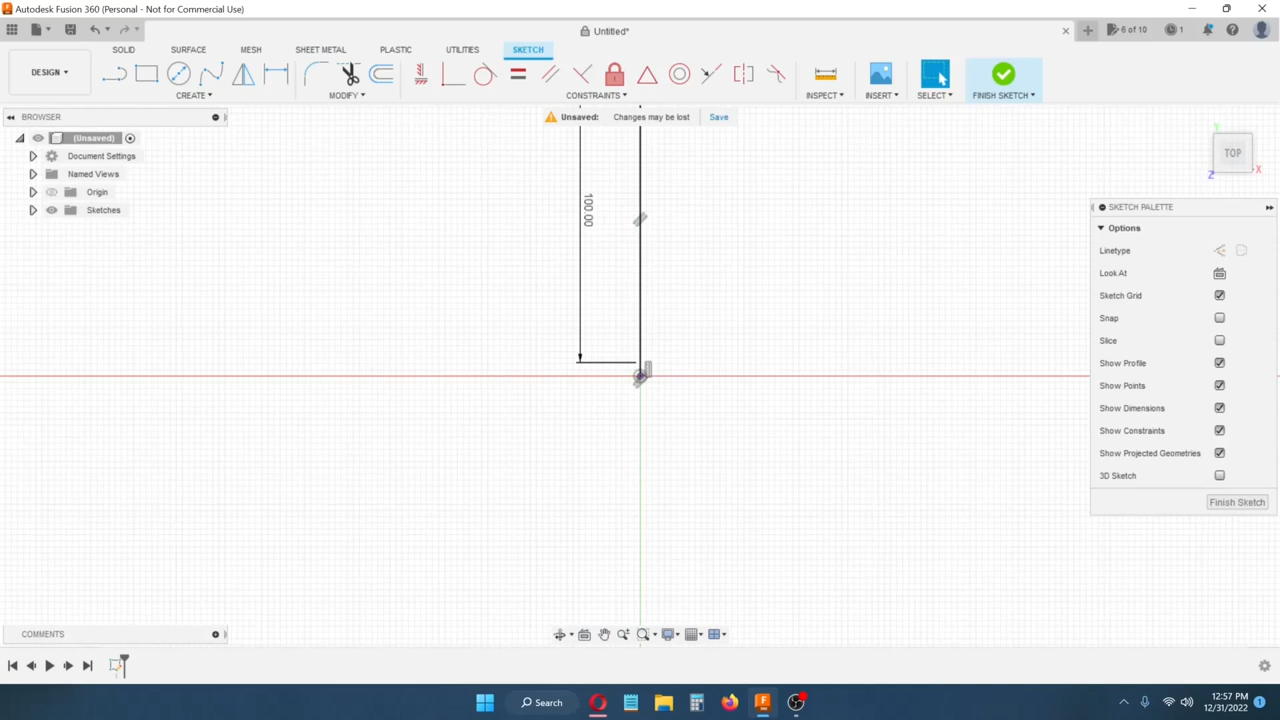 Autodesk Fusion 360 (Personal - Not for Commercial Use)
Untitled*
6 of 10
1
SOLID
SURFACE
MESH
SHEET METAL
PLASTIC
UTILITIES
SKETCH
DESIGN
CREATE
MODIFY
CONSTRAINTS
INSPECT
INSERT
SELECT
FINISH SKETCH
BROWSER
Unsaved: Changes may be lost Save
(Unsaved)
Document Settings
Named Views
Origin
Sketches
100.00
Y
TOP
Z
X
SKETCH PALETTE
Options
Linetype
Look At
Sketch Grid
Snap
Slice
Show Profile
Show Points
Show Dimensions
Show Constraints
Show Projected Geometries
3D Sketch
Finish Sketch
COMMENTS
Search
12:57 PM
12/31/2022
1